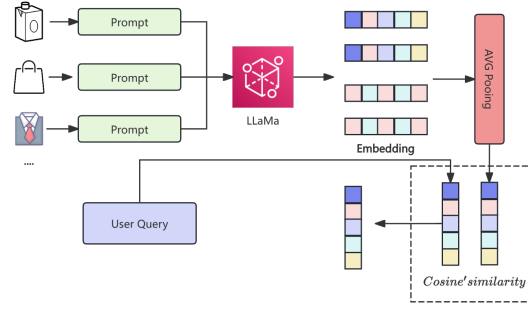 Prompt
Prompt
Prompt
....
LLaMa
Embedding
AVG Pooing
User Query
Cosine'similarity